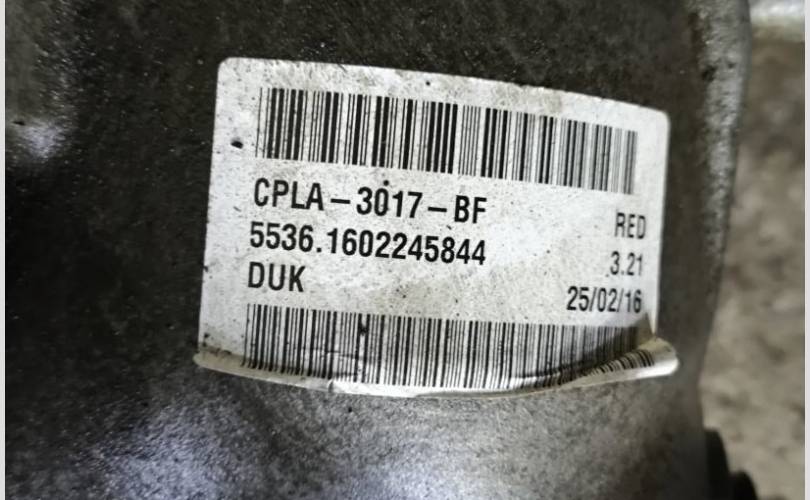 CPLA-3017-BF
RED
5536.1602245844
3.21
DUK
25/02/16